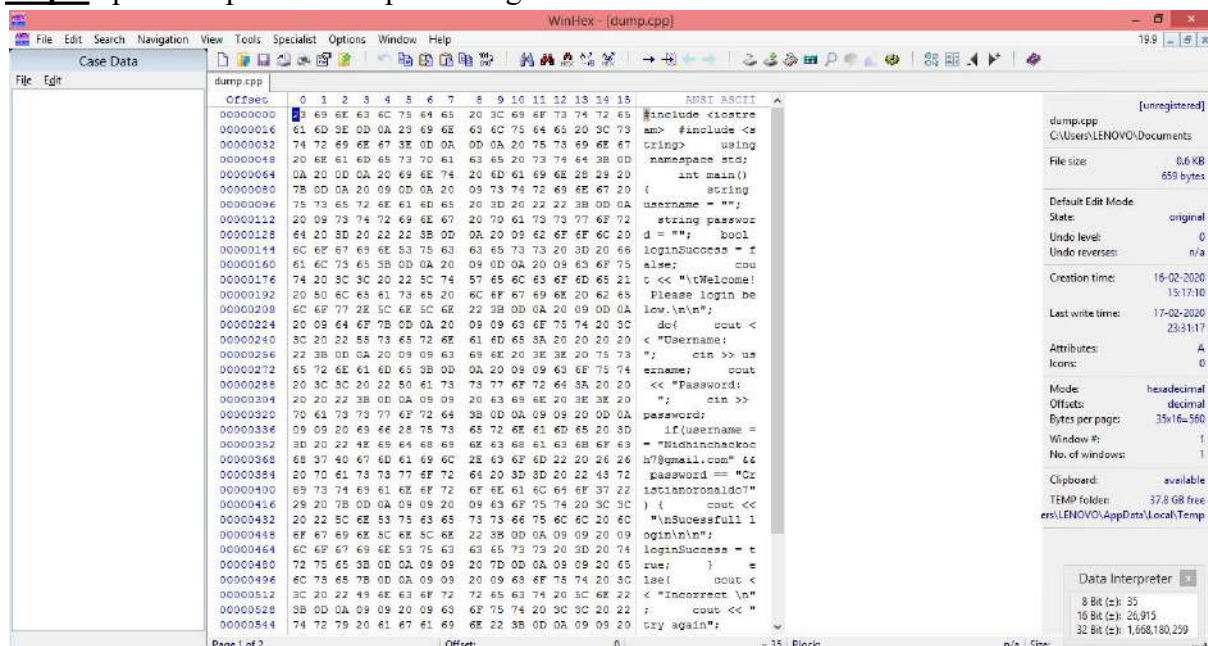 WinHex - [dump.cpp]
File Edit Search Navigation View Tools Specialist Options Window Help
19.9
Case Data
File Edit
dump.cpp
Offset 0 1 2 3 4 5 6 7 8 9 10 11 12 13 14 15 ANSI ASCII
00000000 23 69 6E 63 6C 75 64 65 20 3C 69 6F 73 74 72 65 #include <iostre
00000016 61 6D 3E 0D 0A 23 69 6E 63 6C 75 64 65 20 3C 73 am> #include <s
00000032 74 72 69 6E 67 3E 0D 0A 0D 0A 20 75 73 69 6E 67 tring> using
00000048 20 6E 61 6D 65 73 70 61 63 65 20 73 74 64 3B 0D namespace std;
00000064 0A 20 0D 0A 20 69 6E 74 20 6D 61 69 6E 28 29 20 int main()
00000080 7B 0D 0A 20 09 0D 0A 20 09 73 74 72 69 6E 67 20 { string
00000096 75 73 65 72 6E 61 6D 65 20 3D 20 22 22 3B 0D 0A username = "";
00000112 20 09 73 74 72 69 6E 67 20 70 61 73 73 77 6F 72 string passwor
00000128 64 20 3D 20 22 22 3B 0D 0A 20 09 62 6F 6F 6C 20 d = ""; bool
00000144 6C 6F 67 69 6E 53 75 63 63 65 73 73 20 3D 20 66 loginSuccess = f
00000160 61 6C 73 65 3B 0D 0A 20 09 0D 0A 20 09 63 6F 75 alse; cou
00000176 74 20 3C 3C 20 22 5C 74 57 65 6C 63 6F 6D 65 21 t << "\tWelcome!
00000192 20 50 6C 65 61 73 65 20 6C 6F 67 69 6E 20 62 65 Please login be
00000208 6C 6F 77 2E 5C 6E 5C 6E 22 3B 0D 0A 20 09 0D 0A low.\n\n";
00000224 20 09 64 6F 7B 0D 0A 20 09 09 63 6F 75 74 20 3C do{ cout <
00000240 3C 20 22 55 73 65 72 6E 61 6D 65 3A 20 20 20 20 < "Username:
00000256 22 3B 0D 0A 20 09 09 63 69 6E 20 3E 3E 20 75 73 "; cin >> us
00000272 65 72 6E 61 6D 65 3B 0D 0A 20 09 09 63 6F 75 74 ername; cout
00000288 20 3C 3C 20 22 50 61 73 73 77 6F 72 64 3A 20 20 << "Password:
00000304 20 20 22 3B 0D 0A 09 09 20 63 69 6E 20 3E 3E 20 "; cin >>
00000320 70 61 73 73 77 6F 72 64 3B 0D 0A 09 09 20 0D 0A password;
00000336 09 09 20 69 66 28 75 73 65 72 6E 61 6D 65 20 3D if(username =
00000352 3D 20 22 4E 69 64 68 69 6E 63 68 61 63 6B 6F 63 = "Nidhinchackoc
00000368 68 37 40 67 6D 61 69 6C 2E 63 6F 6D 22 20 26 26 h7@gmail.com" &&
00000384 20 70 61 73 73 77 6F 72 64 20 3D 3D 20 22 43 72 password == "Cr
00000400 69 73 74 69 61 6E 6F 72 6F 6E 61 6C 64 6F 37 22 istianoronaldo7"
00000416 29 20 7B 0D 0A 09 09 20 09 63 6F 75 74 20 3C 3C ) { cout <<
00000432 20 22 5C 6E 53 75 63 65 73 73 66 75 6C 6C 20 6C "\nSucessfull l
00000448 6F 67 69 6E 5C 6E 5C 6E 22 3B 0D 0A 09 09 20 09 ogin\n\n";
00000464 6C 6F 67 69 6E 53 75 63 63 65 73 73 20 3D 20 74 loginSuccess = t
00000480 72 75 65 3B 0D 0A 09 09 20 7D 0D 0A 09 09 20 65 rue; } e
00000496 6C 73 65 7B 0D 0A 09 09 20 09 63 6F 75 74 20 3C lse{ cout <
00000512 3C 20 22 49 6E 63 6F 72 72 65 63 74 20 5C 6E 22 < "Incorrect \n"
00000528 3B 0D 0A 09 09 20 09 63 6F 75 74 20 3C 3C 20 22 ; cout << "
00000544 74 72 79 20 61 67 61 69 6E 22 3B 0D 0A 09 09 20 try again";
Page 1 of 2 Offset: 0 = 35 Block: n/a Size:
[unregistered]
dump.cpp
C:\Users\LENOVO\Documents
File size: 0.6 KB
659 bytes
Default Edit Mode
State: original
Undo level: 0
Undo reverses: n/a
Creation time: 16-02-2020
15:17:10
Last write time: 17-02-2020
23:31:17
Attributes: A
Icons: 0
Mode: hexadecimal
Offsets: decimal
Bytes per page: 35x16=560
Window #: 1
No. of windows: 1
Clipboard: available
TEMP folder: 37.8 GB free
ers\LENOVO\AppData\Local\Temp
Data Interpreter
8 Bit (±): 35
16 Bit (±): 26,915
32 Bit (±): 1,668,180,259